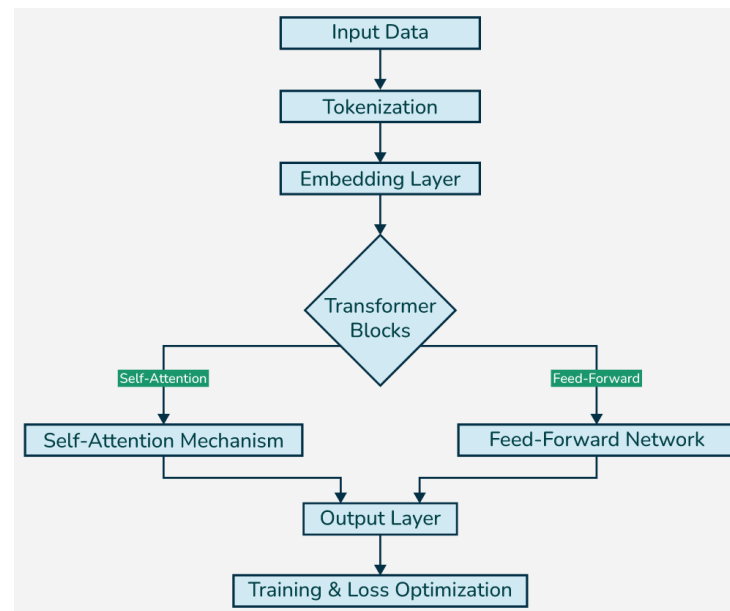 Input Data
Tokenization
Embedding Layer
Transformer
Blocks
Self-Attention
Feed-Forward
Self-Attention Mechanism
Feed-Forward Network
Output Layer
Training & Loss Optimization